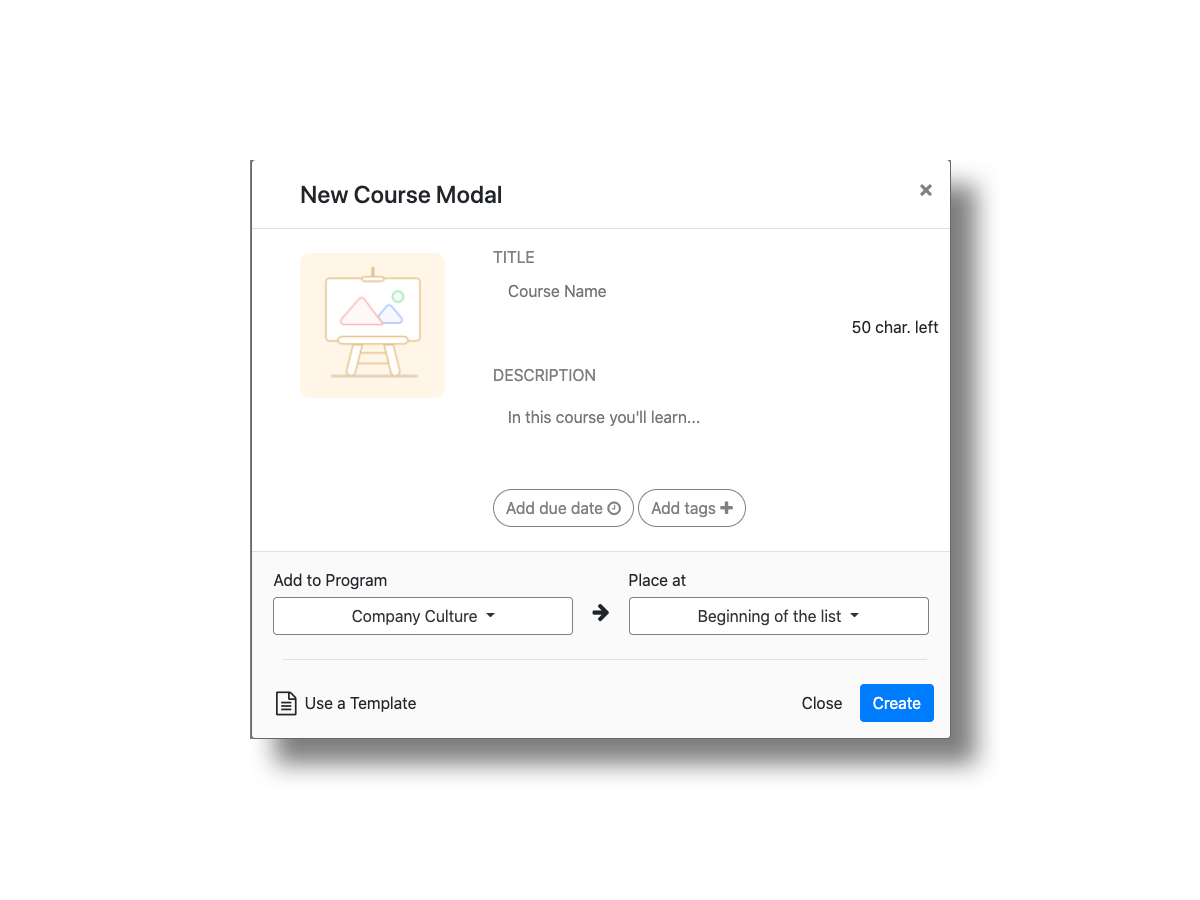 New Course Modal
×
TITLE
Course Name
50 char. left
DESCRIPTION
In this course you'll learn...
Add due date
Add tags
Add to Program
Place at
Company Culture
Beginning of the list
Use a Template
Close
Create